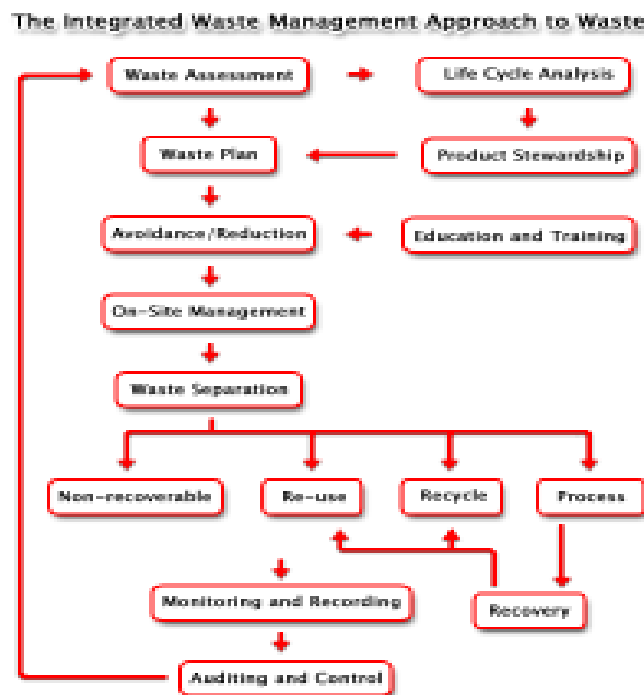 The Integrated Waste Management Approach to Waste
Waste Assessment
Life Cycle Analysis
Waste Plan
Product Stewardship
Avoidance/Reduction
Education and Training
On-Site Management
Waste Separation
Non-recoverable
Re-use
Recycle
Process
Monitoring and Recording
Recovery
Auditing and Control